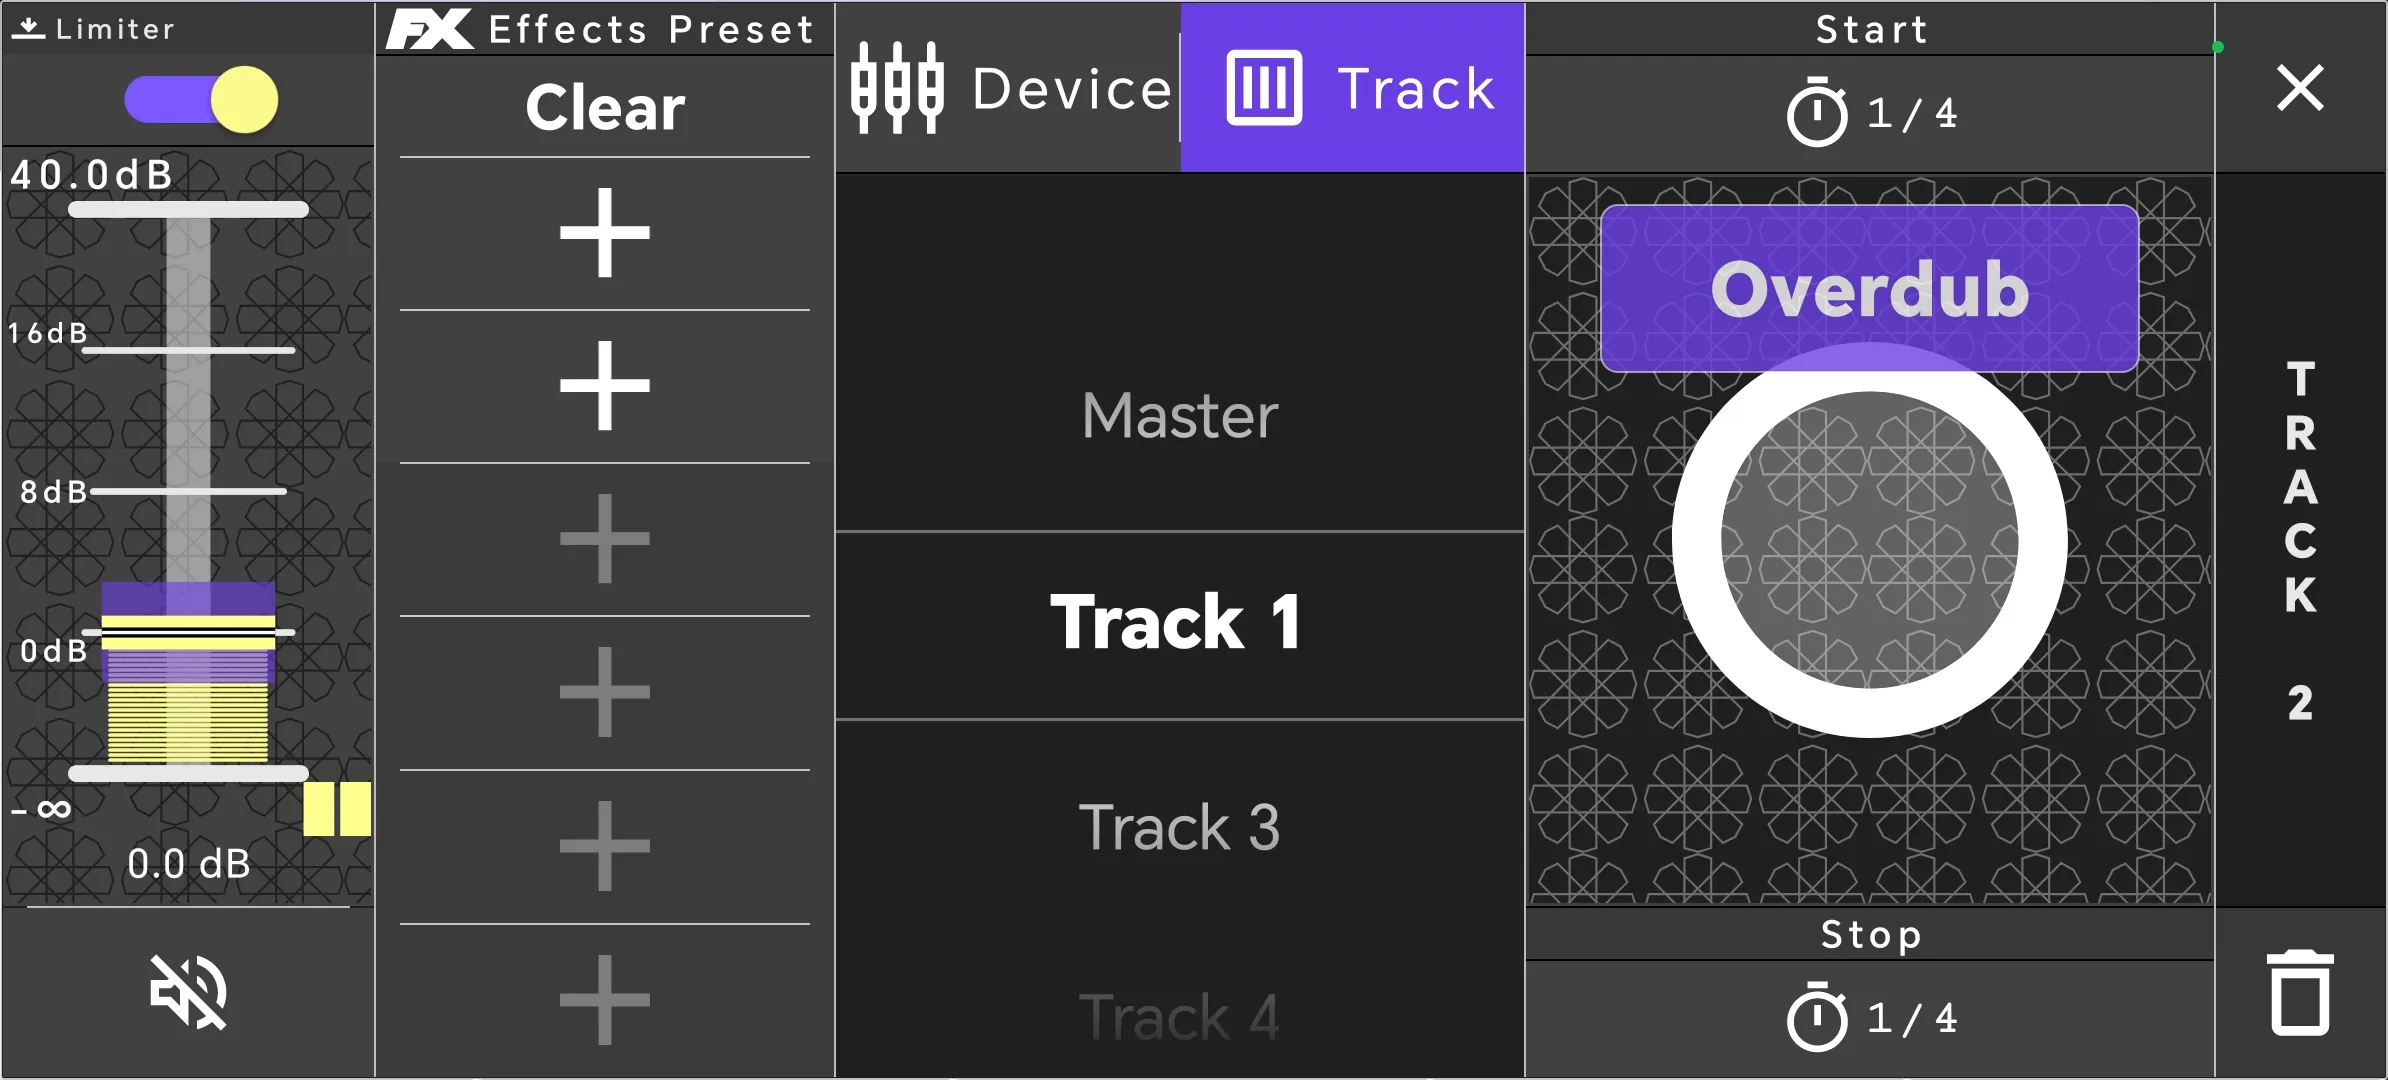 Limiter
40.0dB
16dB
8dB
0dB
-∞
0.0 dB
FX Effects Preset
Clear
Device
Track
Master
Track 1
Track 3
Track 4
Start
1/4
Overdub
Stop
1/4
TRACK 2